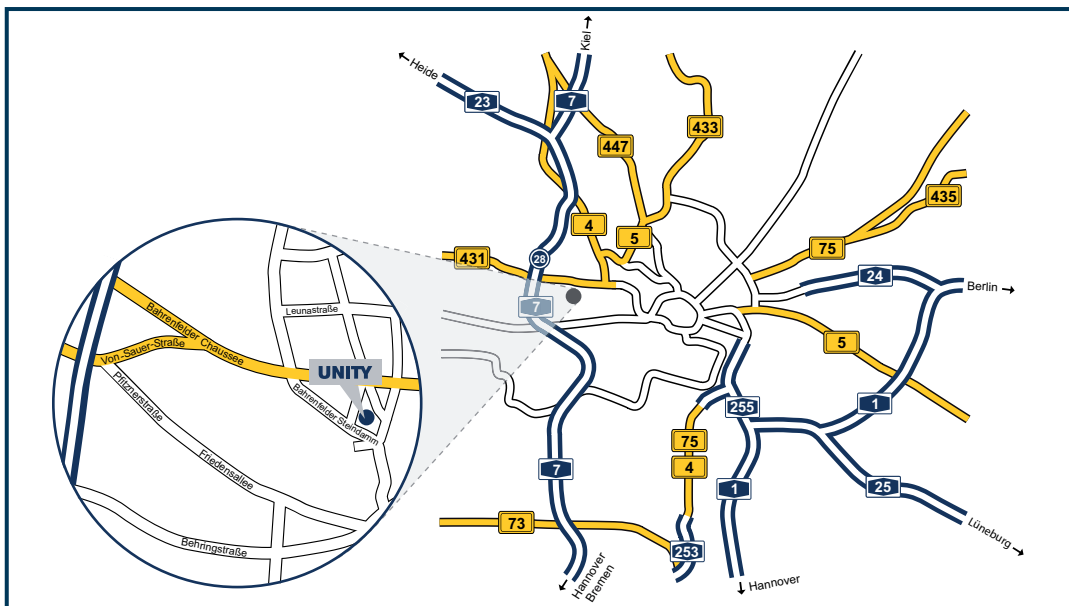 Kiel
Heide
23
7
433
447
4
5
435
75
431
28
24
Berlin
7
5
Leunastraße
Bahrenfelder Chaussee
Von-Sauer-Straße
UNITY
Pfitznerstraße
Bahrenfelder Steindamm
Friedensallee
Behringstraße
255
1
75
4
7
1
25
73
253
Lüneburg
Hannover
Bremen
Hannover